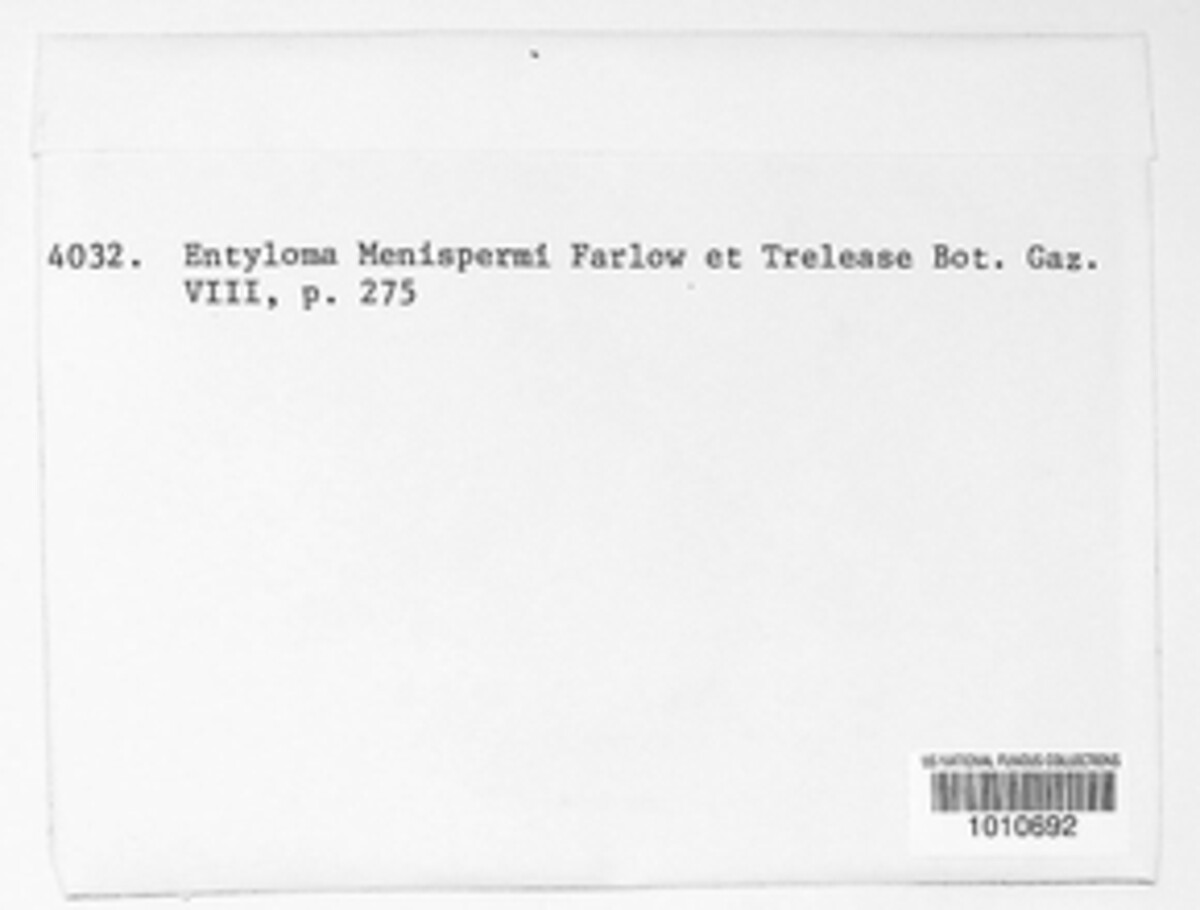 4032. Entyloma Menispermi Farlow et Trelease Bot. Gaz.
VIII, p. 275
US NATIONAL FUNGUS COLLECTIONS
1010692